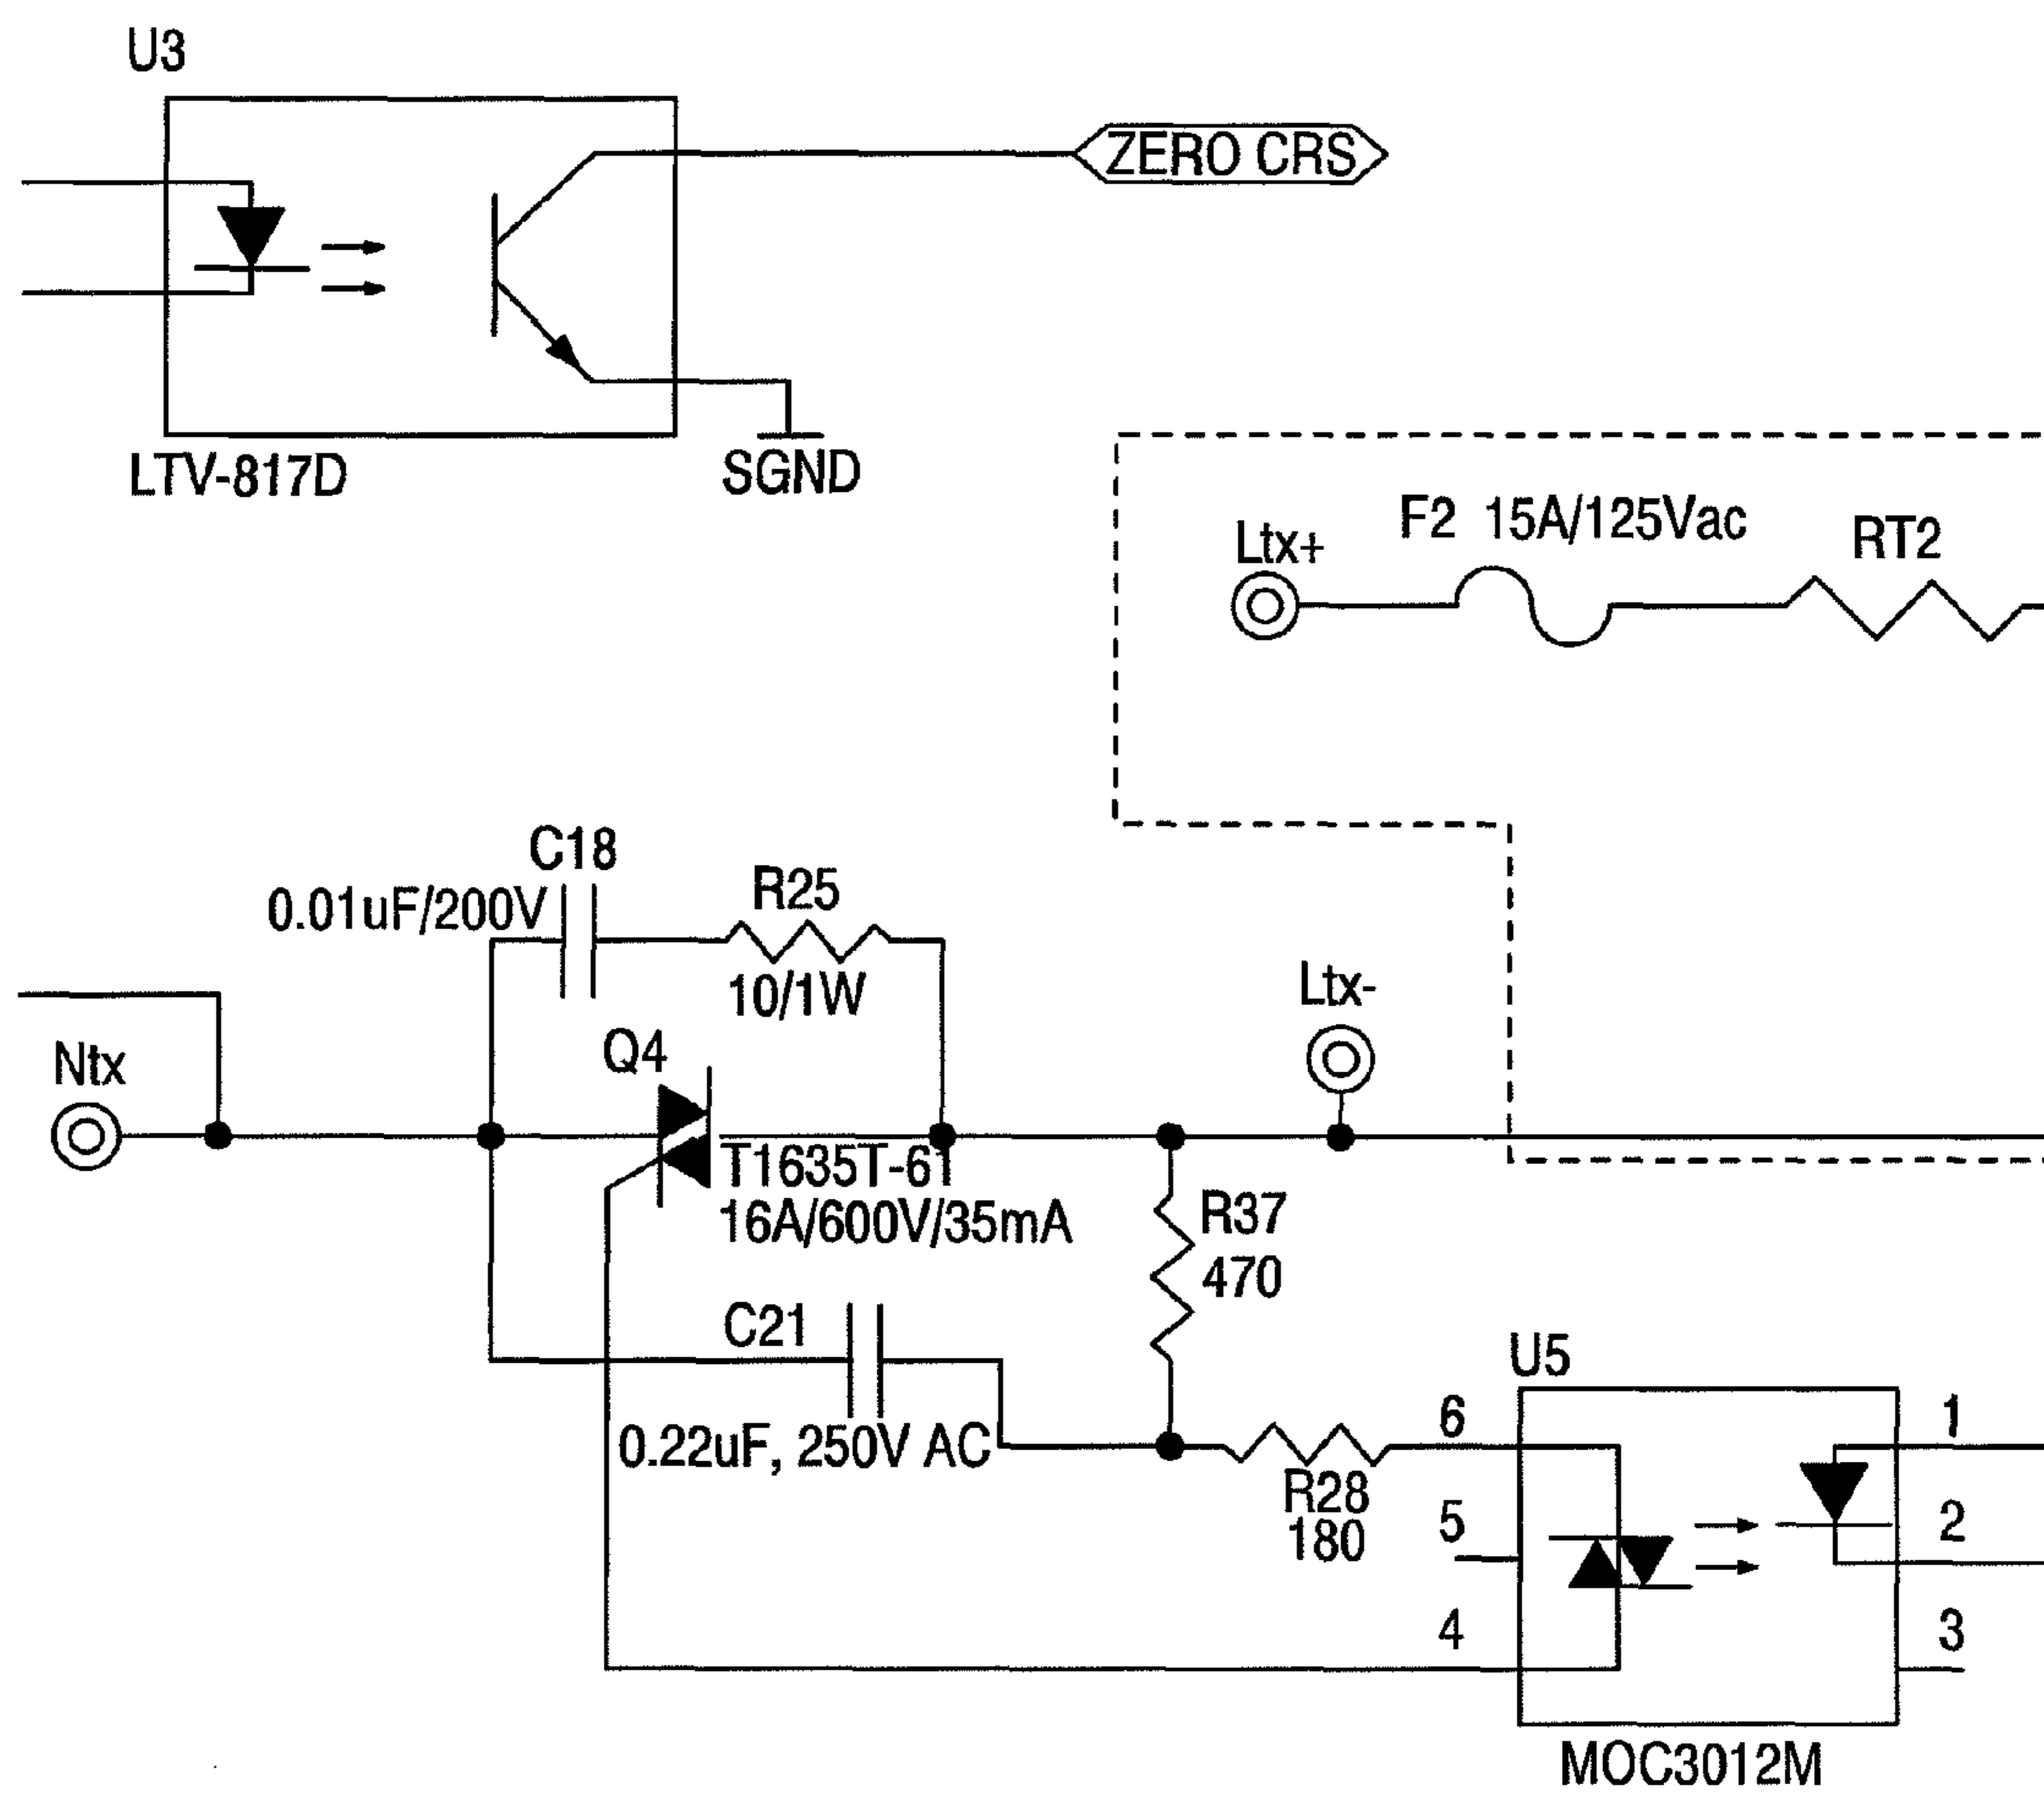 U3
ZERO CRS
LTV-817D
SGND
F2 15A/125Vac
Ltx+
RT2
C18
0.01uF/200V
R25
10/1W
Ltx-
Ntx
Q4
T1635T-6T
16A/600V/35mA
R37
470
C21
0.22uF, 250V AC
U5
6
1
R28
180
5
2
4
3
MOC3012M